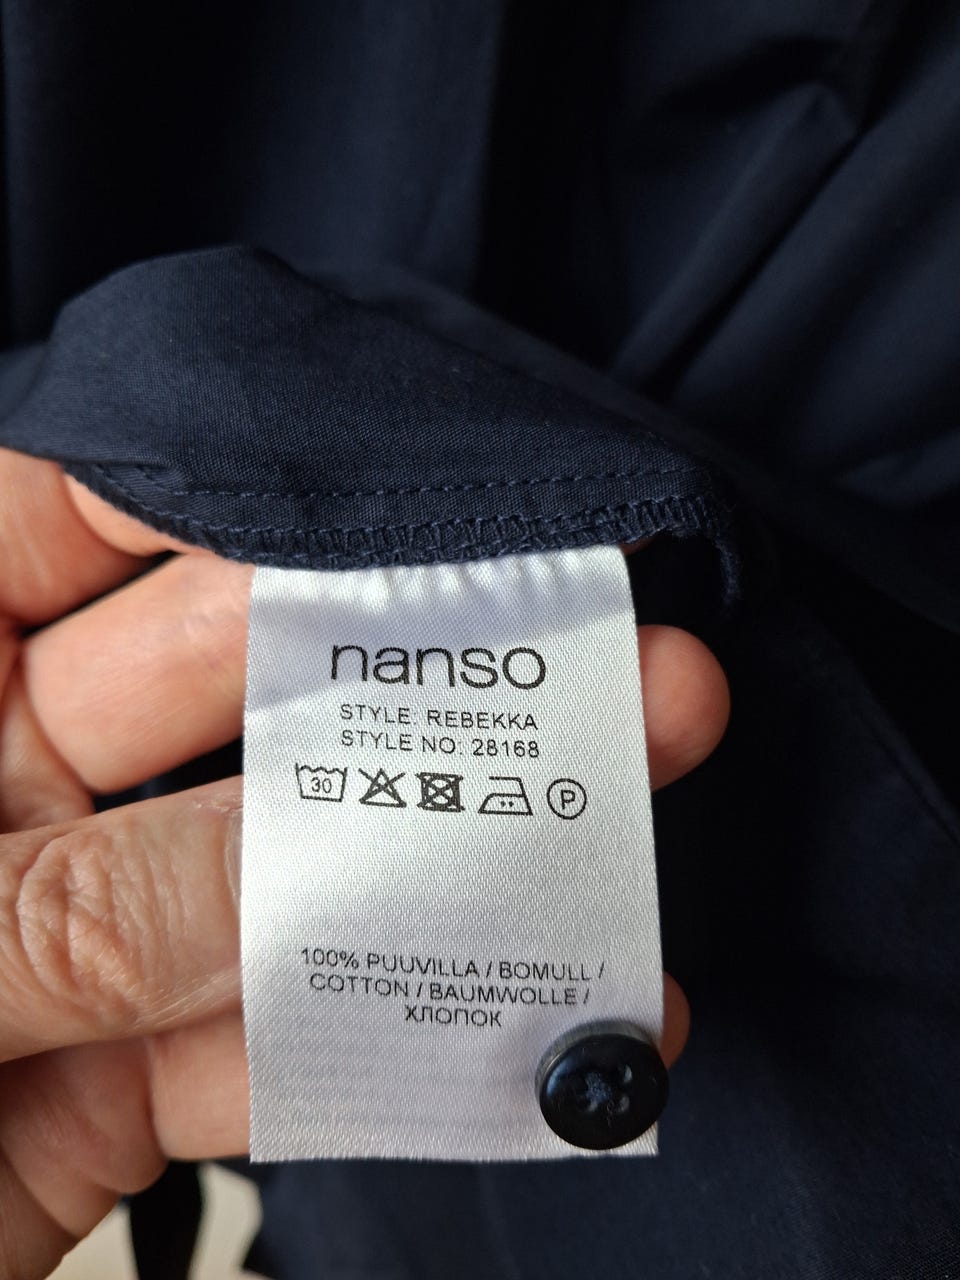 nanso
STYLE: REBEKKA
STYLE NO: 28168
30
P
100% PUUVILLA / BOMULL /
COTTON / BAUMWOLLE /
ХЛОПОК